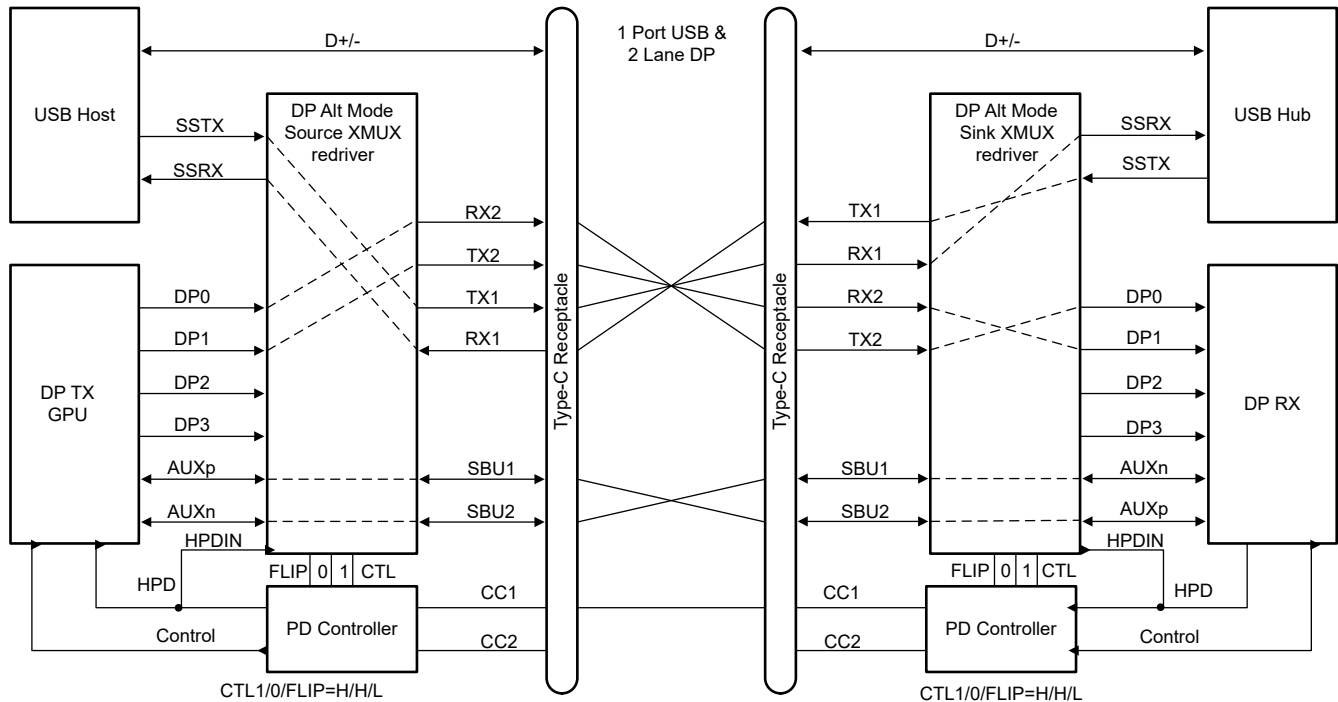 D+/-
1 Port USB &
2 Lane DP
D+/-
USB Host
SSTX
SSRX
DP Alt Mode
Source XMUX
redriver
RX2
TX2
TX1
RX1
Type-C Receptacle
Type-C Receptacle
TX1
RX1
RX2
TX2
DP Alt Mode
Sink XMUX
redriver
SSRX
SSTX
USB Hub
DP TX
GPU
DP0
DP1
DP2
DP3
AUXp
AUXn
HPDIN
SBU1
SBU2
SBU1
SBU2
DP0
DP1
DP2
DP3
AUXn
AUXp
HPDIN
DP RX
FLIP 0 1 CTL
HPD
Control
PD Controller
CC1
CC2
CTL1/0/FLIP=H/H/L
FLIP 0 1 CTL
CC1
CC2
PD Controller
HPD
Control
CTL1/0/FLIP=H/H/L